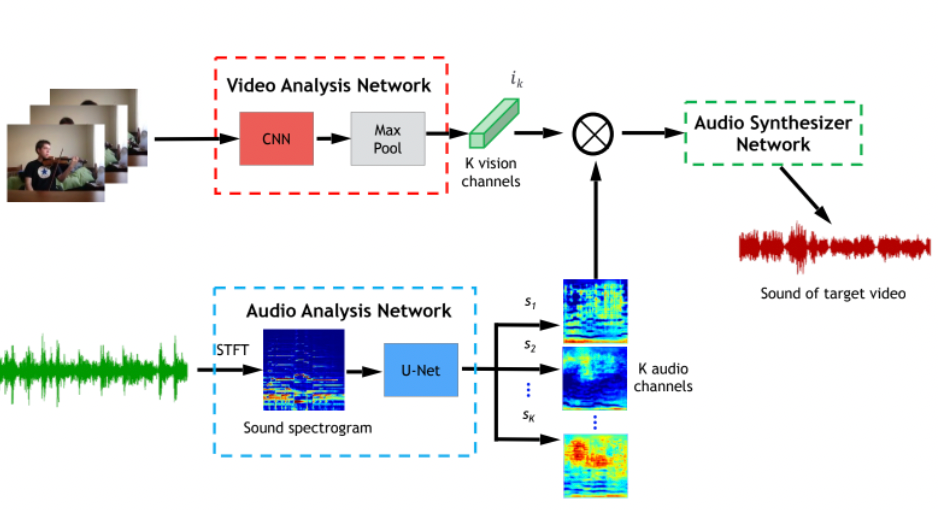 Video Analysis Network
CNN
Max
Pool
i_k
K vision
channels
Audio Synthesizer
Network
Sound of target video
Audio Analysis Network
STFT
U-Net
Sound spectrogram
s_1
s_2
s_K
K audio
channels